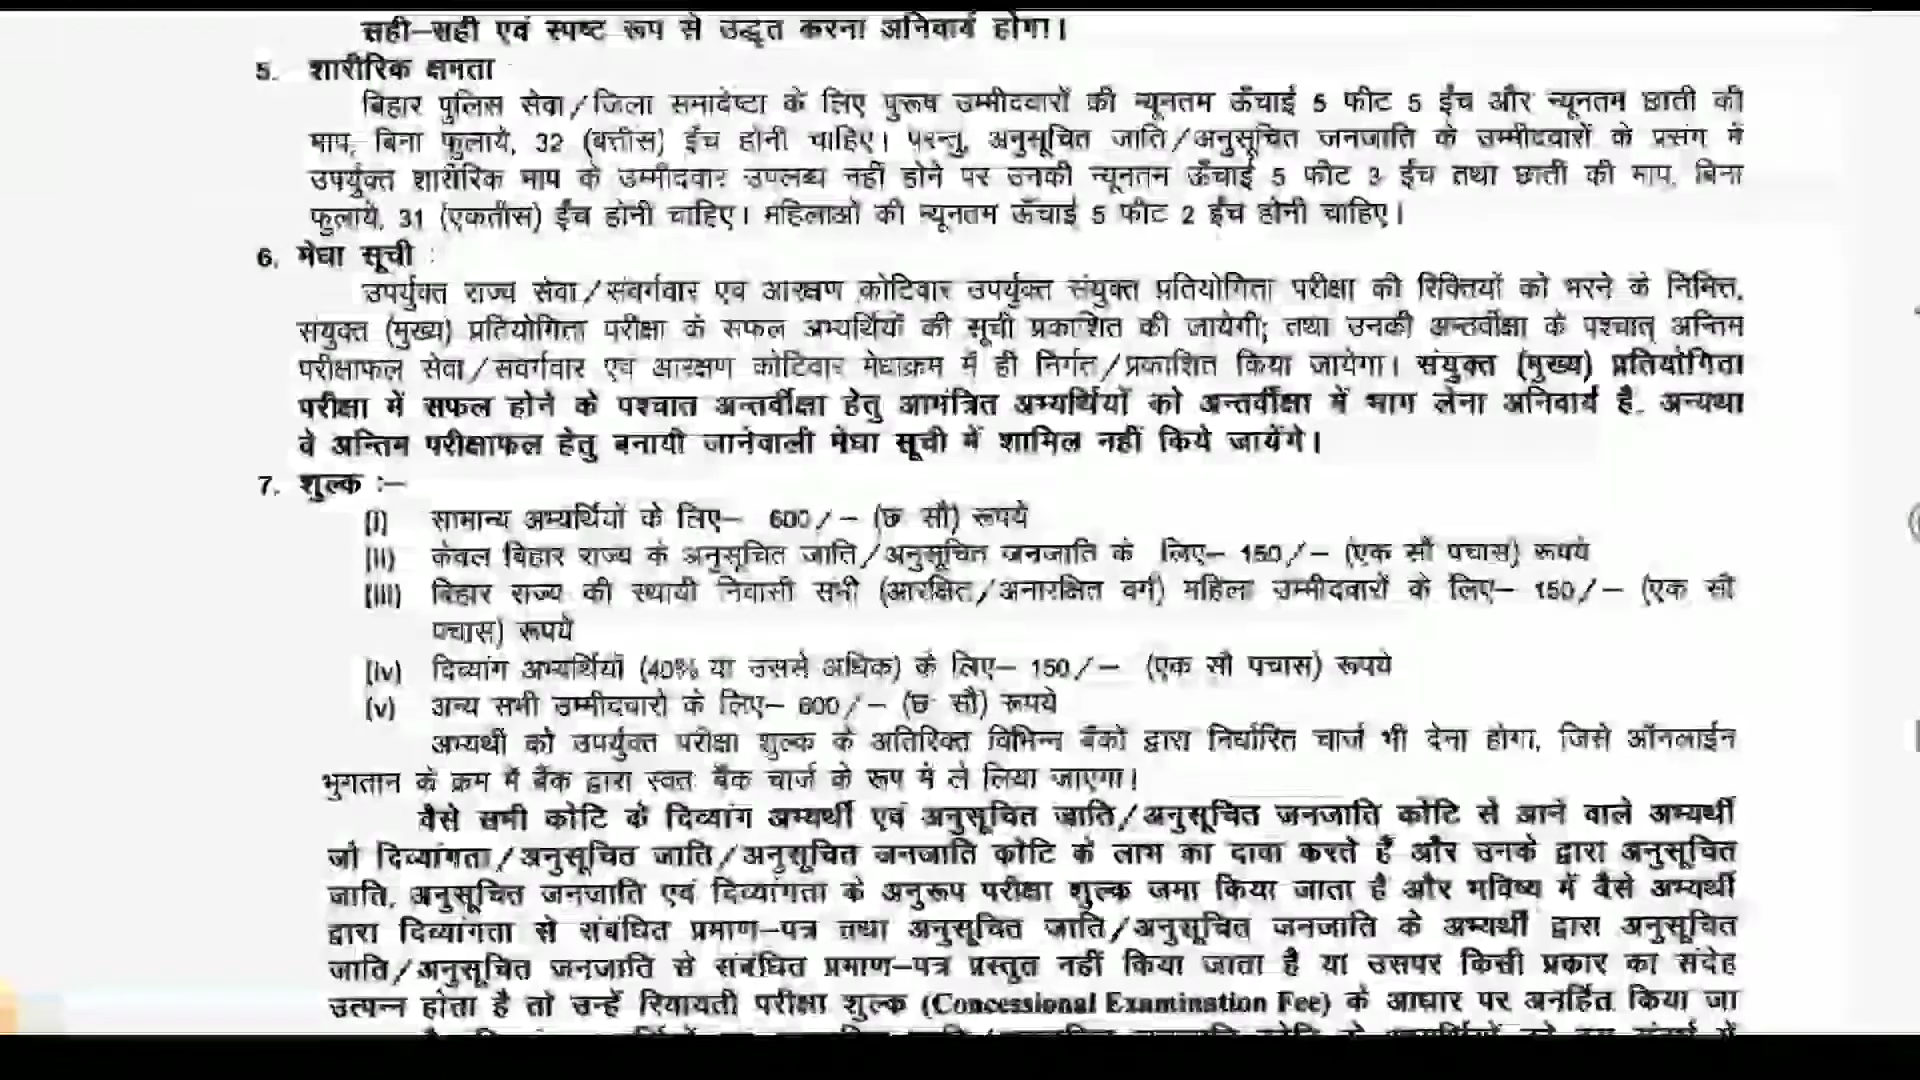 सही–सही एवं स्पष्ट रूप से उद्धृत करना अनिवार्य होगा।
5. शारीरिक क्षमता
बिहार पुलिस सेवा/जिला समादेष्टा के लिए पुरूष उम्मीदवारों की न्यूनतम ऊँचाई 5 फीट 5 ईंच और न्यूनतम छाती की
माप, बिना फुलाये, 32 (बत्तीस) ईंच होनी चाहिए। परन्तु, अनुसूचित जाति/अनुसूचित जनजाति के उम्मीदवारों के प्रसंग में
उपर्युक्त शारीरिक माप के उम्मीदवार उपलब्ध नहीं होने पर उनकी न्यूनतम ऊँचाई 5 फीट 3 ईंच तथा छाती की माप, बिना
फुलाये, 31 (एकतीस) ईंच होनी चाहिए। महिलाओं की न्यूनतम ऊँचाई 5 फीट 2 ईंच होनी चाहिए।
6. मेधा सूची :
उपर्युक्त राज्य सेवा/संवर्गवार एवं आरक्षण कोटिवार उपर्युक्त संयुक्त प्रतियोगिता परीक्षा की रिक्तियों को भरने के निमित्त,
संयुक्त (मुख्य) प्रतियोगिता परीक्षा के सफल अभ्यर्थियों की सूची प्रकाशित की जायेगी; तथा उनकी अन्तर्वीक्षा के पश्चात् अन्तिम
परीक्षाफल सेवा/संवर्गवार एवं आरक्षण कोटिवार मेधाक्रम में ही निर्गत/प्रकाशित किया जायेगा। संयुक्त (मुख्य) प्रतियोगिता
परीक्षा में सफल होने के पश्चात अन्तर्वीक्षा हेतु आमंत्रित अभ्यर्थियों को अन्तर्वीक्षा में भाग लेना अनिवार्य है, अन्यथा
वे अन्तिम परीक्षाफल हेतु बनायी जानेवाली मेधा सूची में शामिल नहीं किये जायेंगे।
7. शुल्क :–
(i) सामान्य अभ्यर्थियों के लिए– 600/– (छः सौ) रूपये
(ii) केवल बिहार राज्य के अनुसूचित जाति/अनुसूचित जनजाति के लिए– 150/– (एक सौ पचास) रूपये
(iii) बिहार राज्य की स्थायी निवासी सभी (आरक्षित/अनारक्षित वर्ग) महिला उम्मीदवारों के लिए– 150/– (एक सौ
पचास) रूपये
(iv) दिव्यांग अभ्यर्थियों (40% या उससे अधिक) के लिए– 150/– (एक सौ पचास) रूपये
(v) अन्य सभी उम्मीदवारों के लिए– 600/– (छः सौ) रूपये
अभ्यर्थी को उपर्युक्त परीक्षा शुल्क के अतिरिक्त विभिन्न बैंकों द्वारा निर्धारित चार्ज भी देना होगा, जिसे ऑनलाईन
भुगतान के क्रम में बैंक द्वारा स्वतः बैंक चार्ज के रूप में ले लिया जाएगा।
वैसे सभी कोटि के दिव्यांग अभ्यर्थी एवं अनुसूचित जाति/अनुसूचित जनजाति कोटि से आने वाले अभ्यर्थी
जो दिव्यांगता/अनुसूचित जाति/अनुसूचित जनजाति कोटि के लाभ का दावा करते हैं और उनके द्वारा अनुसूचित
जाति, अनुसूचित जनजाति एवं दिव्यांगता के अनुरूप परीक्षा शुल्क जमा किया जाता है और भविष्य में वैसे अभ्यर्थी
द्वारा दिव्यांगता से संबंधित प्रमाण–पत्र तथा अनुसूचित जाति/अनुसूचित जनजाति के अभ्यर्थी द्वारा अनुसूचित
जाति/अनुसूचित जनजाति से संबंधित प्रमाण–पत्र प्रस्तुत नहीं किया जाता है या उसपर किसी प्रकार का संदेह
उत्पन्न होता है तो उन्हें रियायती परीक्षा शुल्क (Concessional Examination Fee) के आधार पर अनर्हित किया जा